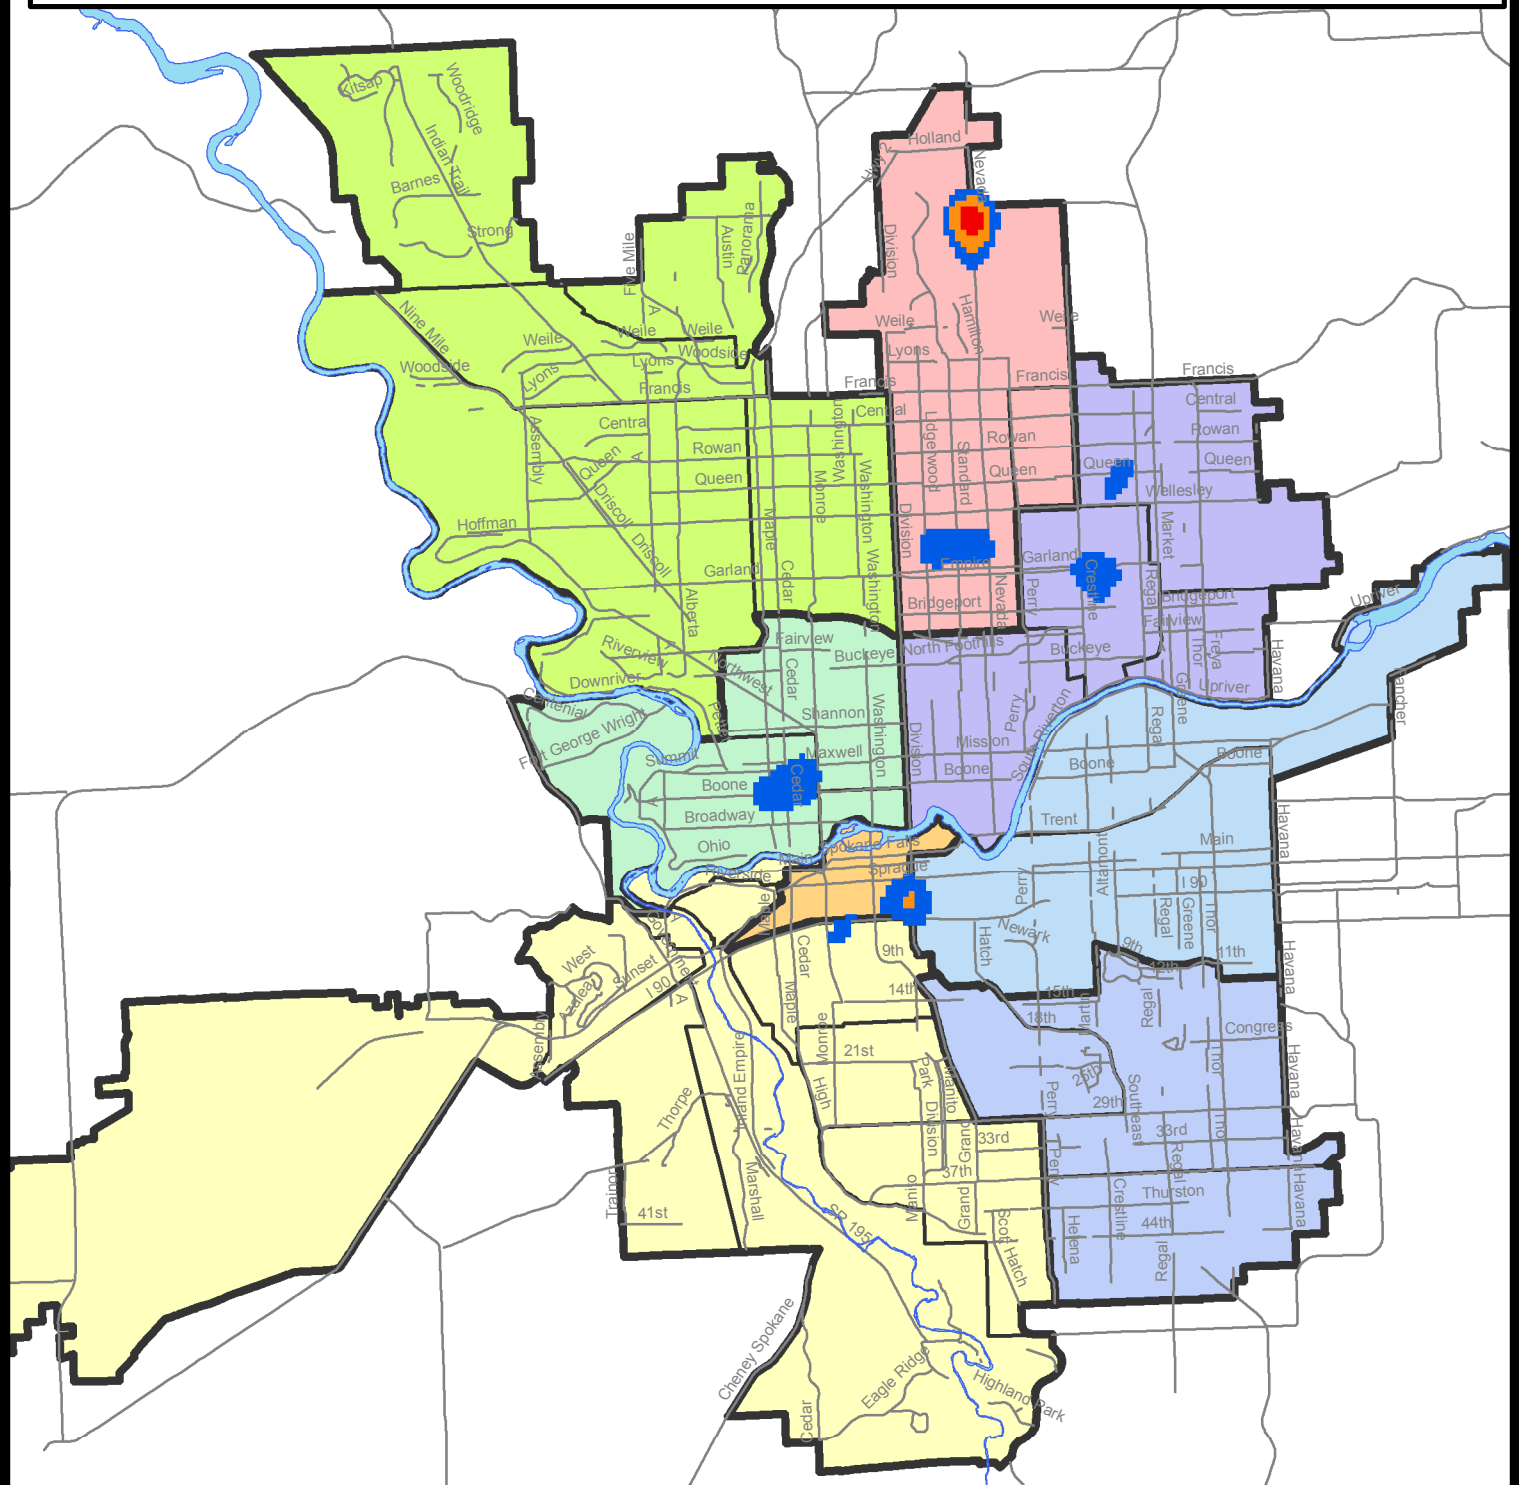 Kitsap
Woodridge
Indian Trail
Barnes
Strong
Holland
Hwy 2
Nevada
Five Mile
Austin
Panorama
Division
Nine Mile
A
Weile
Weile
Weile
Weile
Hamilton
Weile
Woodside
Lyons
Lyons
Woodside
Lyons
Francis
Francis
Francis
Francis
Central
Washington
Central
Central
Assembly
Rowan
Lidgerwood
Standard
Rowan
Rowan
Queen
A
Queen
Monroe
Washington
Queen
Queen
Queen
Driscoll
Wellesley
Hoffman
Maple
Division
Market
Driscoll
Garland
Cedar
Washington
Empire
Garland
Crestline
Regal
Alberta
Bridgeport
Nevada
Perry
Bridgeport
Upriver
Riverview
A
Fairview
Buckeye
North Foothills
Buckeye
Fairview
Thor
Freya
Havana
Northwest
Cedar
Downriver
Upriver
Greene
Centennial
Pettet
Fort George Wright
Shannon
Washington
Division
Perry
South Riverton
Regal
Summit
Maxwell
Mission
Boone
Boone
A
Cedar
Boone
Boone
Broadway
Trent
Havana
Ohio
Main
Spokane Falls
Main
Riverside
Sprague
Altamont
Perry
I 90
Maple
Regal
Greene
Thor
A
Government
Newark
West
Cedar
9th
Hatch
9th
11th
12th
Sunset
Azalea
I 90
A
14th
15th
Havana
Maple
Martin
Regal
18th
Assembly
Monroe
Congress
21st
Inland Empire
Park
Manito
25th
Thor
Havana
High
Thorpe
Division
Perry
29th
Southeast
Grand
33rd
33rd
Thor
Havana
37th
Perry
Regal
Trainor
Marshall
Manito
Grand
Crestline
Thurston
Havana
41st
SR 195
Scott
Helena
44th
Hatch
Regal
Cheney Spokane
Eagle Ridge
Highland Park
Cedar